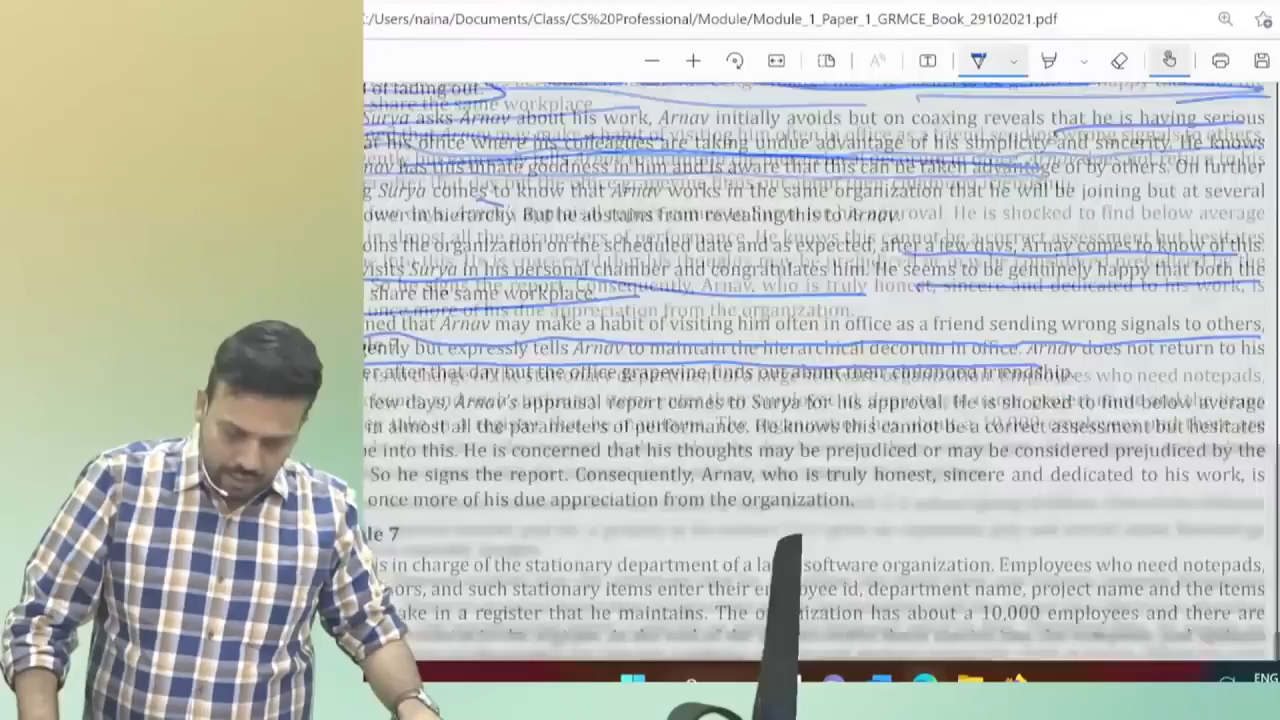 :/Users/naina/Documents/Class/CS%20Professional/Module/Module_1_Paper_1_GRMCE_Book_29102021.pdf
of fading out.
share the same workplace
Surya asks Arnav about his work, Arnav initially avoids but on coaxing reveals that he is having serious
at his office where his colleagues are taking undue advantage of his simplicity and sincerity. He knows
has this innate goodness in him and is aware that this can be taken advantage of by others. On further
g Surya comes to know that Arnav works in the same organization that he will be joining but at several
ower in hierarchy. But he abstains from revealing this to Arnav.
oins the organization on the scheduled date and as expected, after a few days, Arnav comes to know of this
visits Surya in his personal chamber and congratulates him. He seems to be genuinely happy that both the
share the same workplace.
ned that Arnav may make a habit of visiting him often in office as a friend sending wrong signals to others,
gently but expressly tells Arnav to maintain the hierarchical decorum in office. Arnav does not return to his
er after that day but the office grapevine finds out about their childhood friendship.
few days, Arnav's appraisal report comes to Surya for his approval. He is shocked to find below average
in almost all the parameters of performance. He knows this cannot be a correct assessment but hesitates
e into this. He is concerned that his thoughts may be prejudiced or may be considered prejudiced by the
So he signs the report. Consequently, Arnav, who is truly honest, sincere and dedicated to his work, is
once more of his due appreciation from the organization.
le 7
is in charge of the stationary department of a software organization. Employees who need notepads,
ors, and such stationary items enter their employee id, department name, project name and the items
ake in a register that he maintains. The organization has about a 10,000 employees and there are
ENG